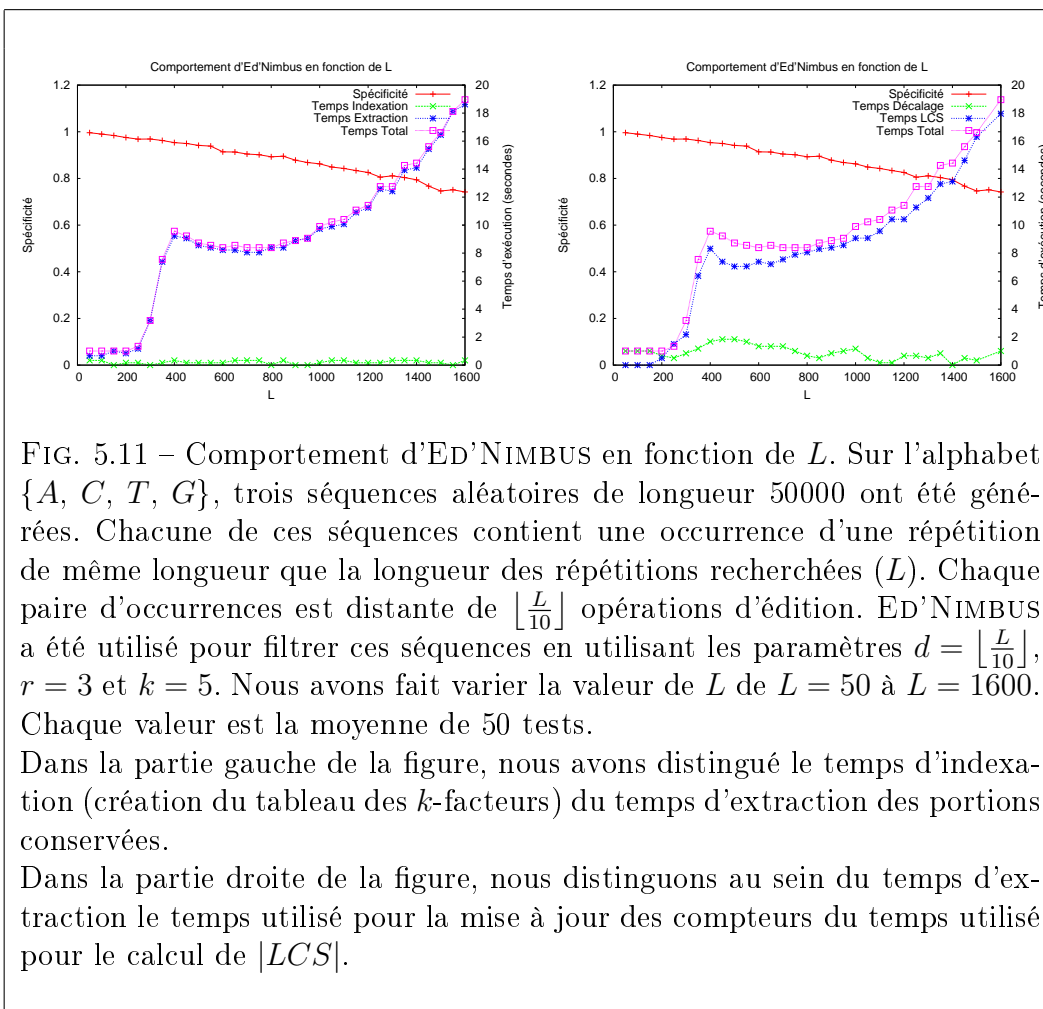 Comportement d'Ed'Nimbus en fonction de L
Spécificité
Temps Indexation
Temps Extraction
Temps Total
1.2
1
0.8
0.6
0.4
0.2
0
20
18
16
14
12
10
8
6
4
2
0
0 200 400 600 800 1000 1200 1400 1600
L
Spécificité
Temps d'exécution (secondes)
Comportement d'Ed'Nimbus en fonction de L
Spécificité
Temps Décalage
Temps LCS
Temps Total
1.2
1
0.8
0.6
0.4
0.2
0
20
18
16
14
12
10
8
6
4
2
0
0 200 400 600 800 1000 1200 1400 1600
L
Spécificité
Temps d'exécution (secondes)
FIG. 5.11 – Comportement d'ED'NIMBUS en fonction de L. Sur l'alphabet
{A, C, T, G}, trois séquences aléatoires de longueur 50000 ont été géné-
rées. Chacune de ces séquences contient une occurrence d'une répétition
de même longueur que la longueur des répétitions recherchées (L). Chaque
paire d'occurrences est distante de ⌊L/10⌋ opérations d'édition. ED'NIMBUS
a été utilisé pour filtrer ces séquences en utilisant les paramètres d = ⌊L/10⌋,
r = 3 et k = 5. Nous avons fait varier la valeur de L de L = 50 à L = 1600.
Chaque valeur est la moyenne de 50 tests.
Dans la partie gauche de la figure, nous avons distingué le temps d'indexa-
tion (création du tableau des k-facteurs) du temps d'extraction des portions
conservées.
Dans la partie droite de la figure, nous distinguons au sein du temps d'ex-
traction le temps utilisé pour la mise à jour des compteurs du temps utilisé
pour le calcul de |LCS|.